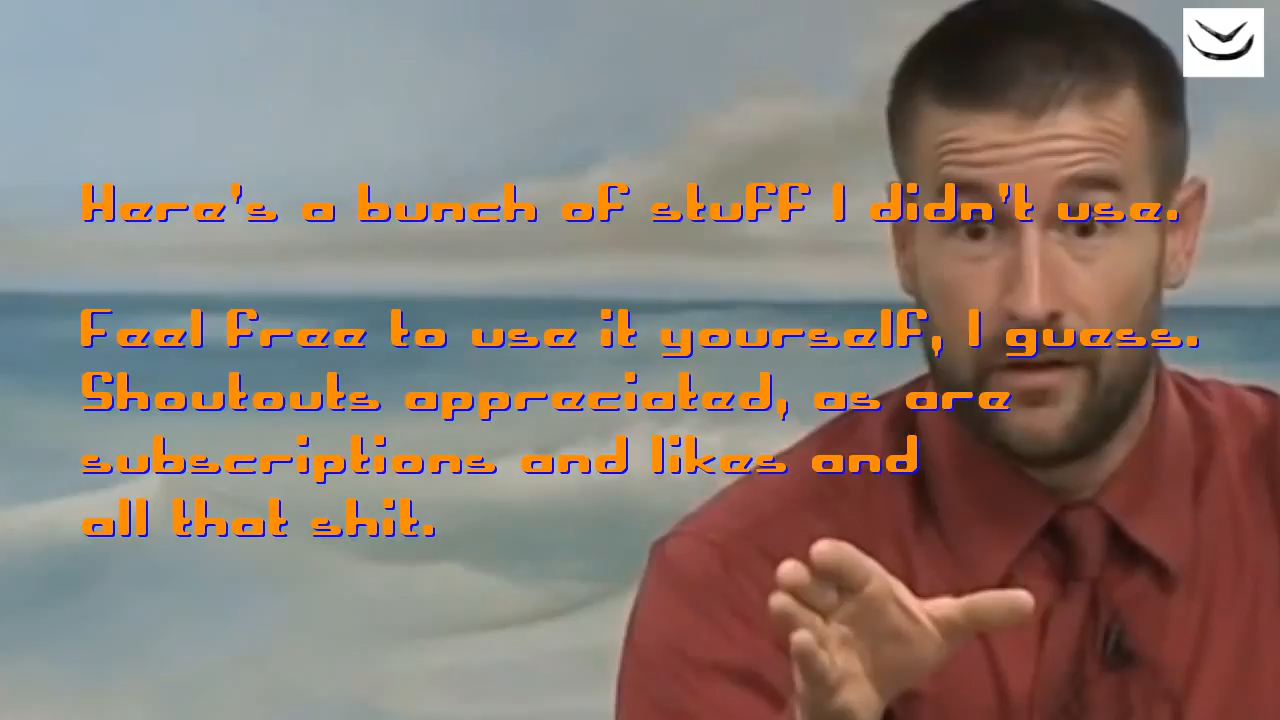 Here's a bunch of stuff I didn't use.
Feel free to use it yourself, I guess.
Shoutouts appreciated, as are
subscriptions and likes and
all that shit.